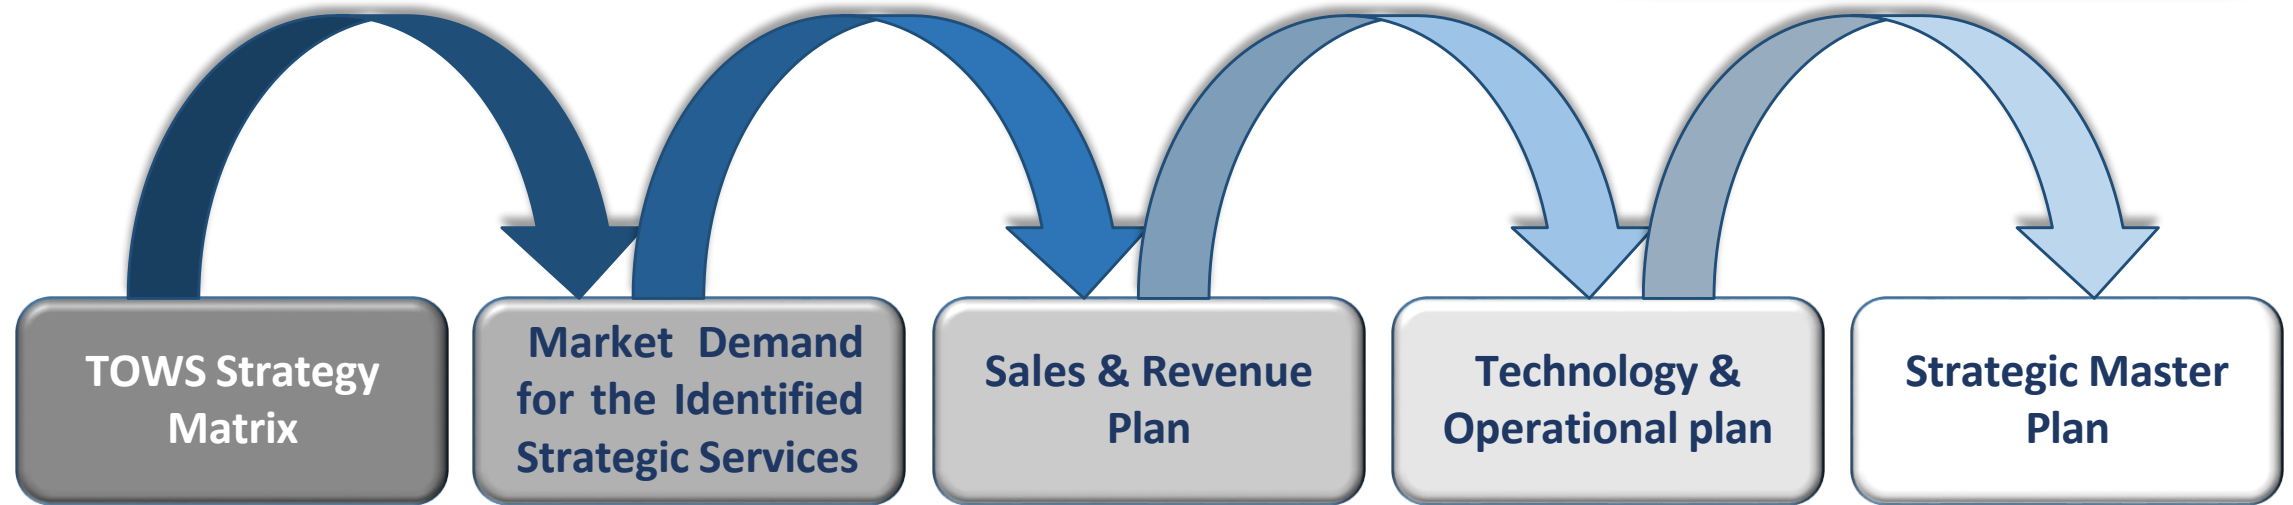 TOWS Strategy
Matrix
Market Demand
for the Identified
Strategic Services
Sales & Revenue
Plan
Technology &
Operational plan
Strategic Master
Plan